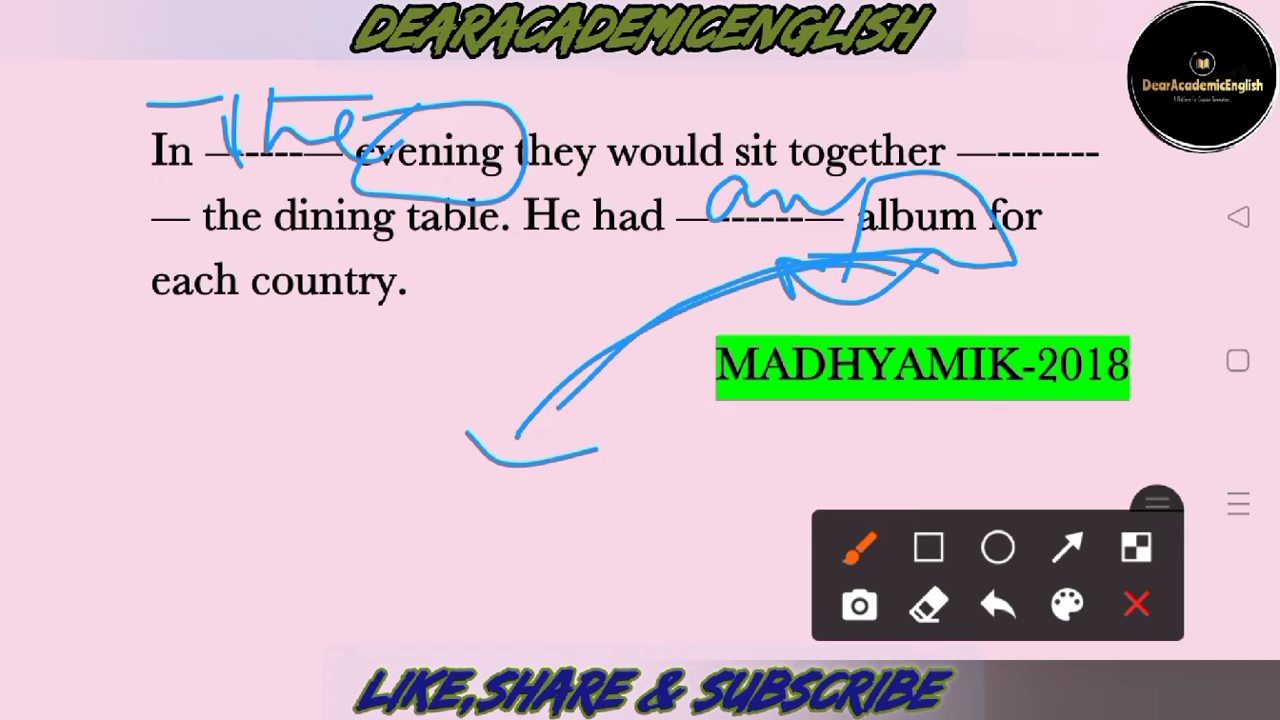 DEARACADEMICENGLISH
DearAcademicEnglish
The
In —------— evening they would sit together —--------
an
— the dining table. He had —-------— album for
each country.
MADHYAMIK-2018
LIKE,SHARE & SUBSCRIBE